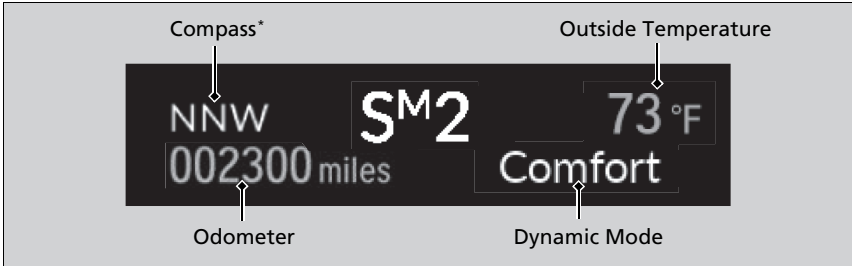 Compass* Outside Temperature
NNW SM2 73 °F
002300 miles Comfort
Odometer Dynamic Mode